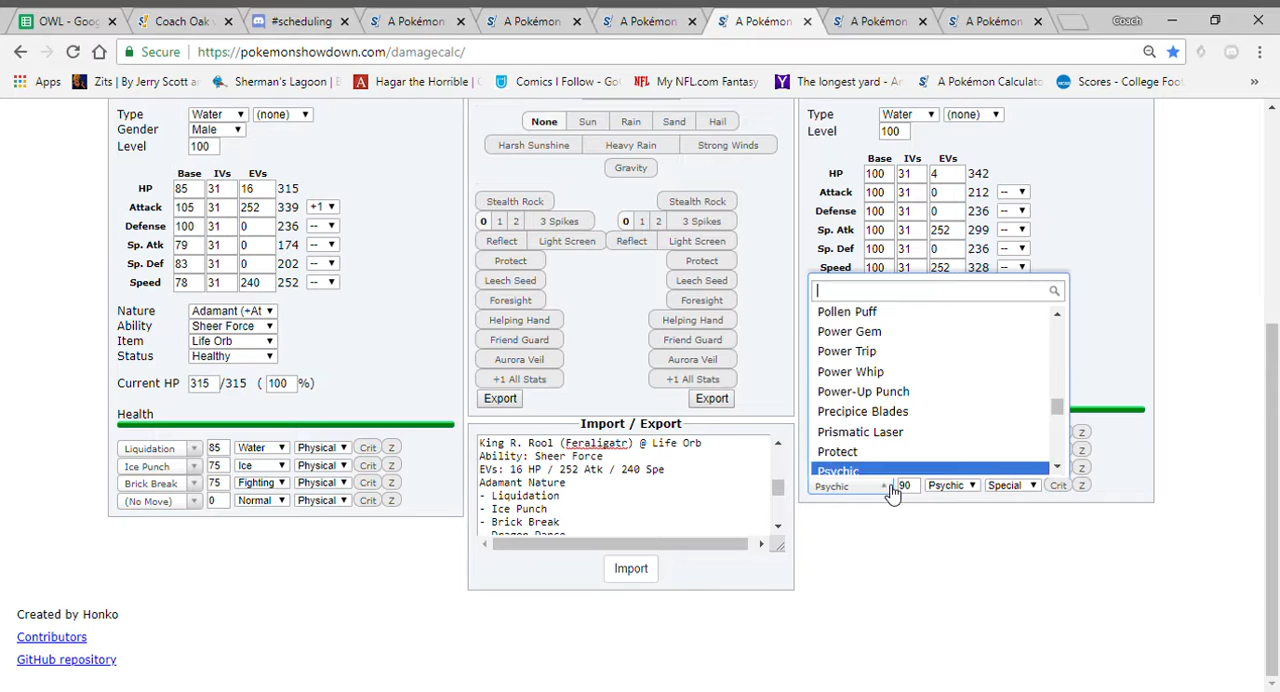 OWL - Goog
Coach Oak
#scheduling
A Pokémon
A Pokémon
A Pokémon
A Pokémon
A Pokémon
A Pokémon
Coach
Secure
https://pokemonshowdown.com/damagecalc/
Apps
Zits | By Jerry Scott a
Sherman's Lagoon |
Hagar the Horrible |
Comics I Follow - Go
NFL.com Fantasy
The longest yard - A
A Pokémon Calculato
Scores - College Foot
Type Water (none)
Gender Male
Level 100
Base IVs EVs
HP 85 31 16 315
Attack 105 31 252 339 +1
Defense 100 31 0 236 --
Sp. Atk 79 31 0 174 --
Sp. Def 83 31 0 202 --
Speed 78 31 240 252 --
Nature Adamant (+At
Ability Sheer Force
Item Life Orb
Status Healthy
Current HP 315 /315 ( 100 %)
Health
Liquidation 85 Water Physical Crit Z
Ice Punch 75 Ice Physical Crit Z
Brick Break 75 Fighting Physical Crit Z
(No Move) 0 Normal Physical Crit Z
None Sun Rain Sand Hail
Harsh Sunshine Heavy Rain Strong Winds
Gravity
Stealth Rock Stealth Rock
0 1 2 3 Spikes 0 1 2 3 Spikes
Reflect Light Screen Reflect Light Screen
Protect Protect
Leech Seed Leech Seed
Foresight Foresight
Helping Hand Helping Hand
Friend Guard Friend Guard
Aurora Veil Aurora Veil
+1 All Stats +1 All Stats
Export Export
Import / Export
King R. Rool (Feraligatr) @ Life Orb
Ability: Sheer Force
EVs: 16 HP / 252 Atk / 240 Spe
Adamant Nature
- Liquidation
- Ice Punch
- Brick Break
- Dragon Dance
Import
Type Water (none)
Level 100
Base IVs EVs
HP 100 31 4 342
Attack 100 31 0 212 --
Defense 100 31 0 236 --
Sp. Atk 100 31 252 299 --
Sp. Def 100 31 0 236 --
Speed 100 31 252 328 --
Pollen Puff
Power Gem
Power Trip
Power Whip
Power-Up Punch
Precipice Blades
Prismatic Laser
Protect
Psychic
Z
Z
Z
Psychic 90 Psychic Special Crit Z
Created by Honko
Contributors
GitHub repository